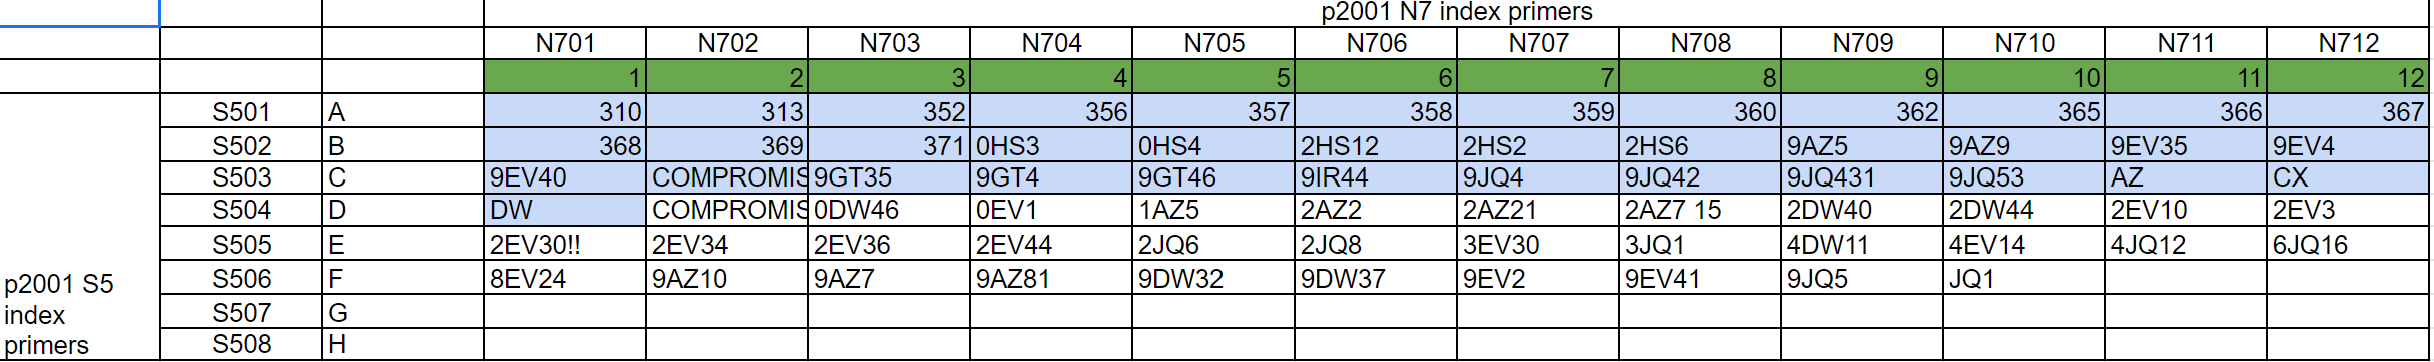 p2001 N7 index primers
N701 N702 N703 N704 N705 N706 N707 N708 N709 N710 N711 N712
1 2 3 4 5 6 7 8 9 10 11 12
S501 A 310 313 352 356 357 358 359 360 362 365 366 367
S502 B 368 369 371 0HS3 0HS4 2HS12 2HS2 2HS6 9AZ5 9AZ9 9EV35 9EV4
S503 C 9EV40 COMPROMIS 9GT35 9GT4 9GT46 9IR44 9JQ4 9JQ42 9JQ431 9JQ53 AZ CX
S504 D DW COMPROMIS 0DW46 0EV1 1AZ5 2AZ2 2AZ21 2AZ7 15 2DW40 2DW44 2EV10 2EV3
S505 E 2EV30!! 2EV34 2EV36 2EV44 2JQ6 2JQ8 3EV30 3JQ1 4DW11 4EV14 4JQ12 6JQ16
p2001 S5 S506 F 8EV24 9AZ10 9AZ7 9AZ81 9DW32 9DW37 9EV2 9EV41 9JQ5 JQ1
index S507 G
primers S508 H